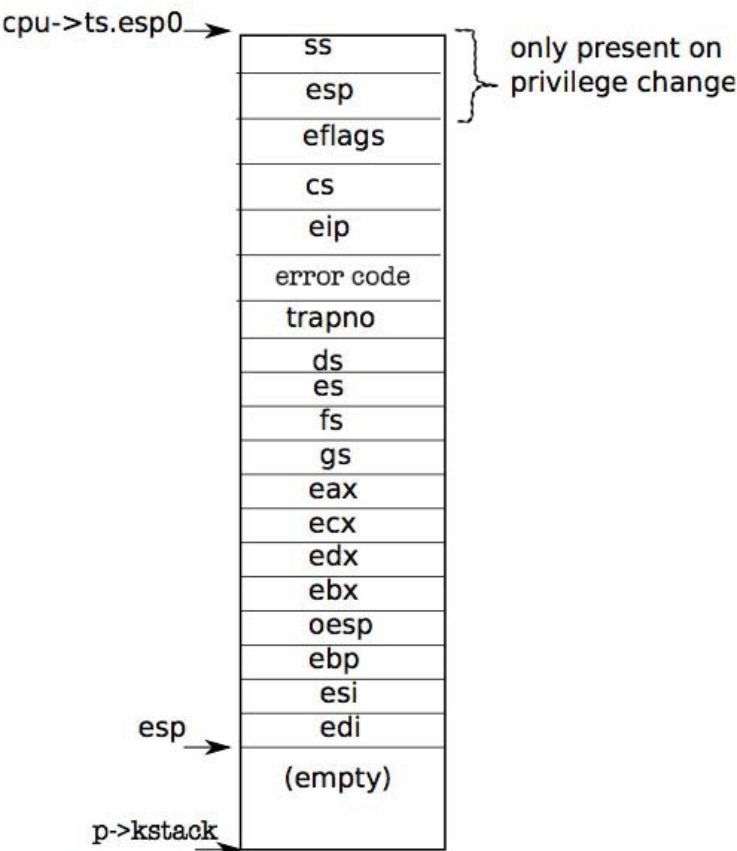 cpu->ts.esp0
ss
only present on
privilege change
esp
eflags
cs
eip
error code
trapno
ds
es
fs
gs
eax
ecx
edx
ebx
oesp
ebp
esi
esp
edi
(empty)
p->kstack